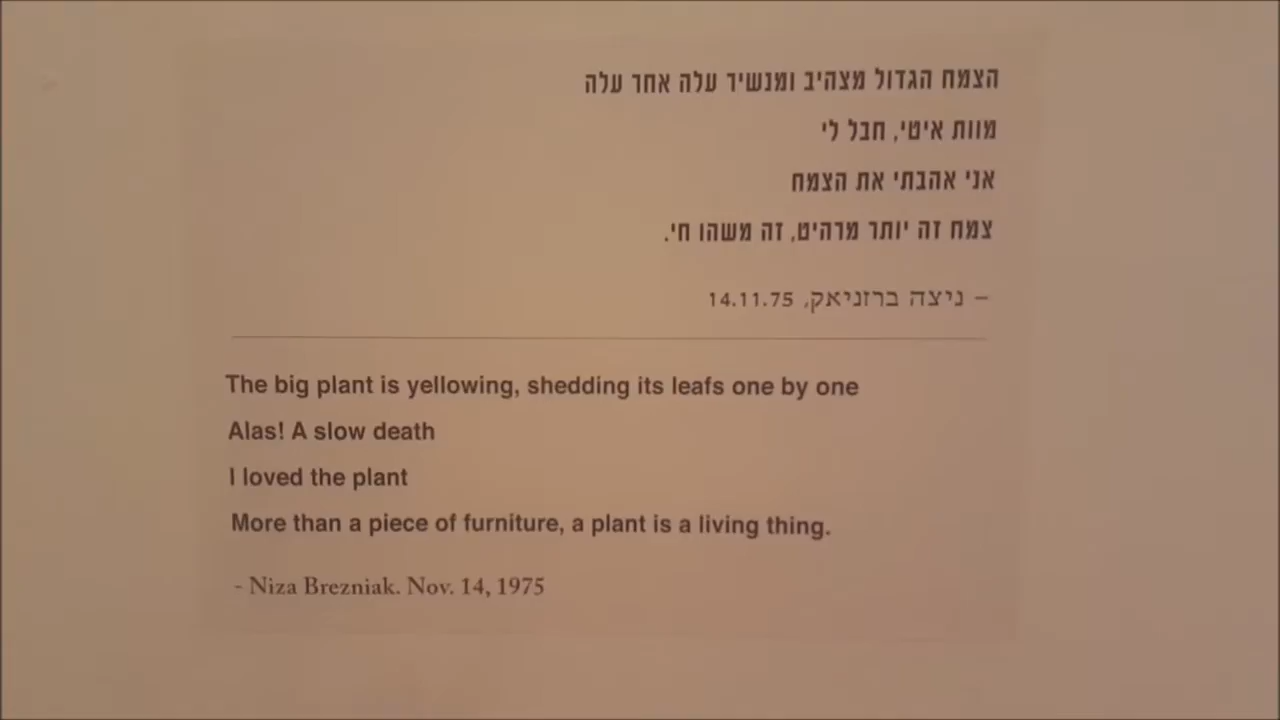 הצמח הגדול מצהיב ומנשיר עלה אחר עלה
מוות איטי, חבל לי
אני אהבתי את הצמח
צמח זה יותר מרהיט, זה משהו חי.
– ניצה ברזניאק, 14.11.75
The big plant is yellowing, shedding its leafs one by one
Alas! A slow death
I loved the plant
More than a piece of furniture, a plant is a living thing.
- Niza Brezniak. Nov. 14, 1975